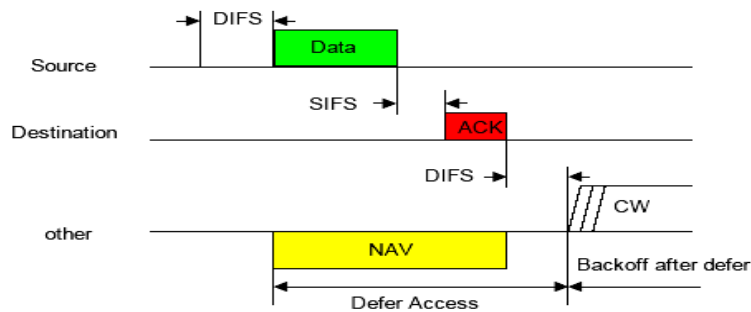 DIFS
Data
Source
SIFS
ACK
Destination
DIFS
CW
other
NAV
Backoff after defer
Defer Access